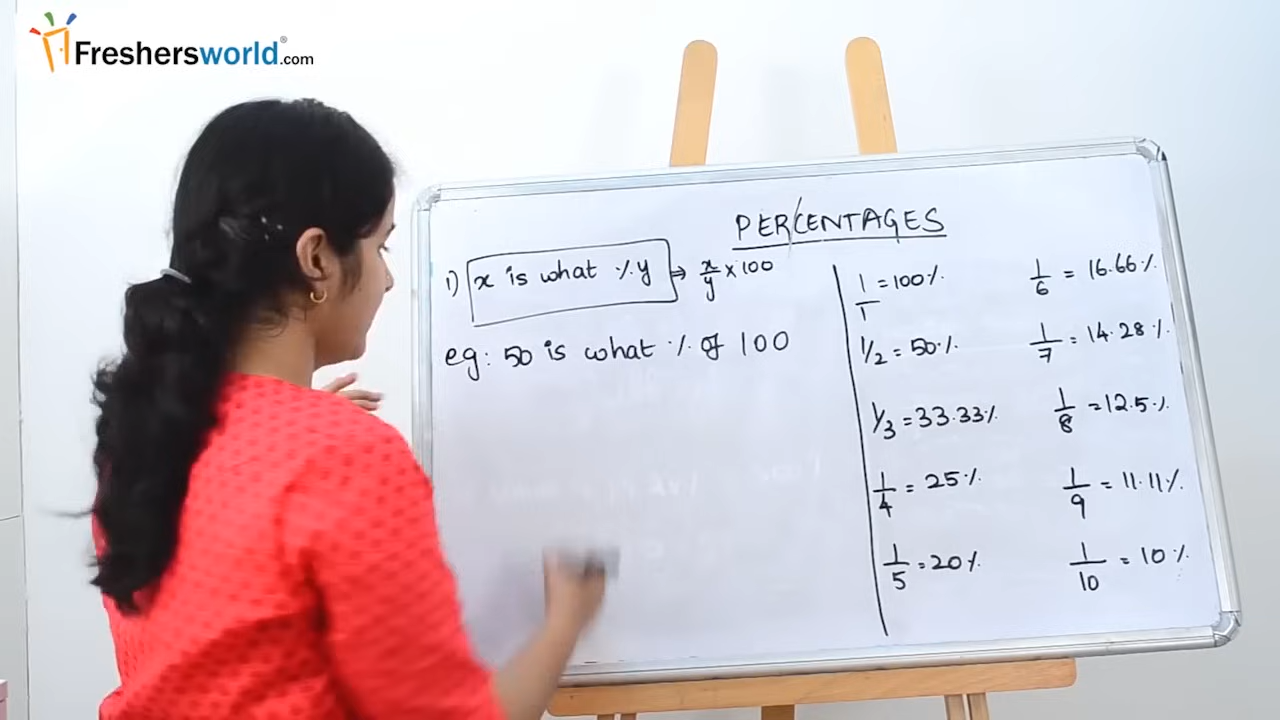 Freshersworld.com®
PERCENTAGES
1) x is what % y ⇒ x/y × 100
eg: 50 is what % of 100
1/1 = 100%
1/2 = 50%
1/3 = 33.33%
1/4 = 25%
1/5 = 20%
1/6 = 16.66%
1/7 = 14.28%
1/8 = 12.5%
1/9 = 11.11%
1/10 = 10%